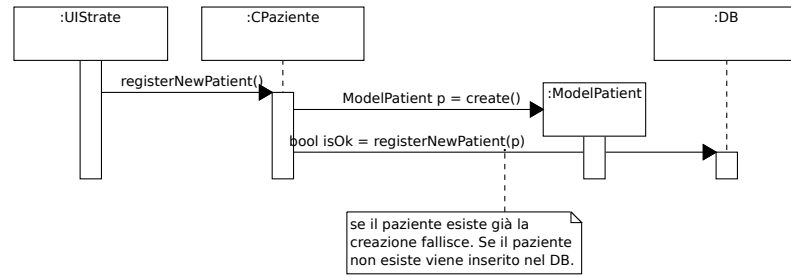 :UIStrate
:CPaziente
:DB
registerNewPatient()
ModelPatient p = create()
:ModelPatient
bool isOk = registerNewPatient(p)
se il paziente esiste già la
creazione fallisce. Se il paziente
non esiste viene inserito nel DB.